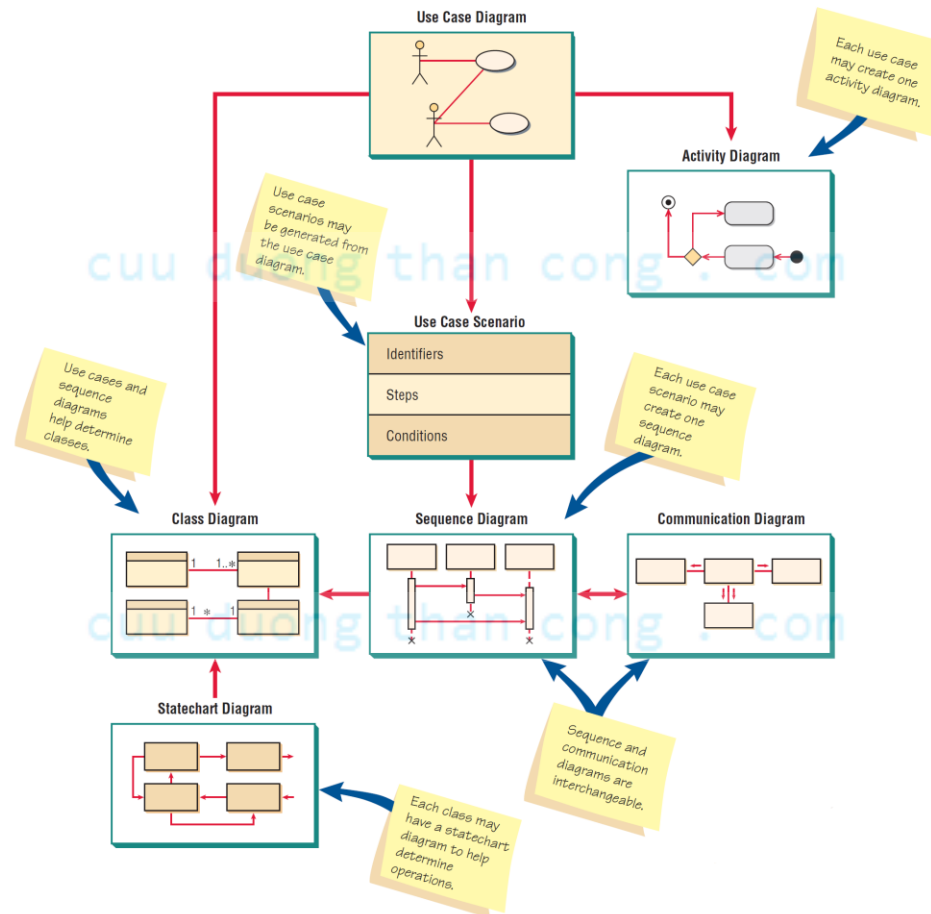 Use Case Diagram
Each use case
may create one
activity diagram.
Activity Diagram
Use case
scenarios may
be generated from
the use case
diagram.
cuu duong than cong . com
Use Case Scenario
Identifiers
Steps
Conditions
Use cases and
sequence
diagrams
help determine
classes.
Each use case
scenario may
create one
sequence
diagram.
Class Diagram
Sequence Diagram
Communication Diagram
1 1..*
1 * 1
cuu duong than cong . com
Statechart Diagram
Sequence and
communication
diagrams are
interchangeable.
Each class may
have a statechart
diagram to help
determine
operations.